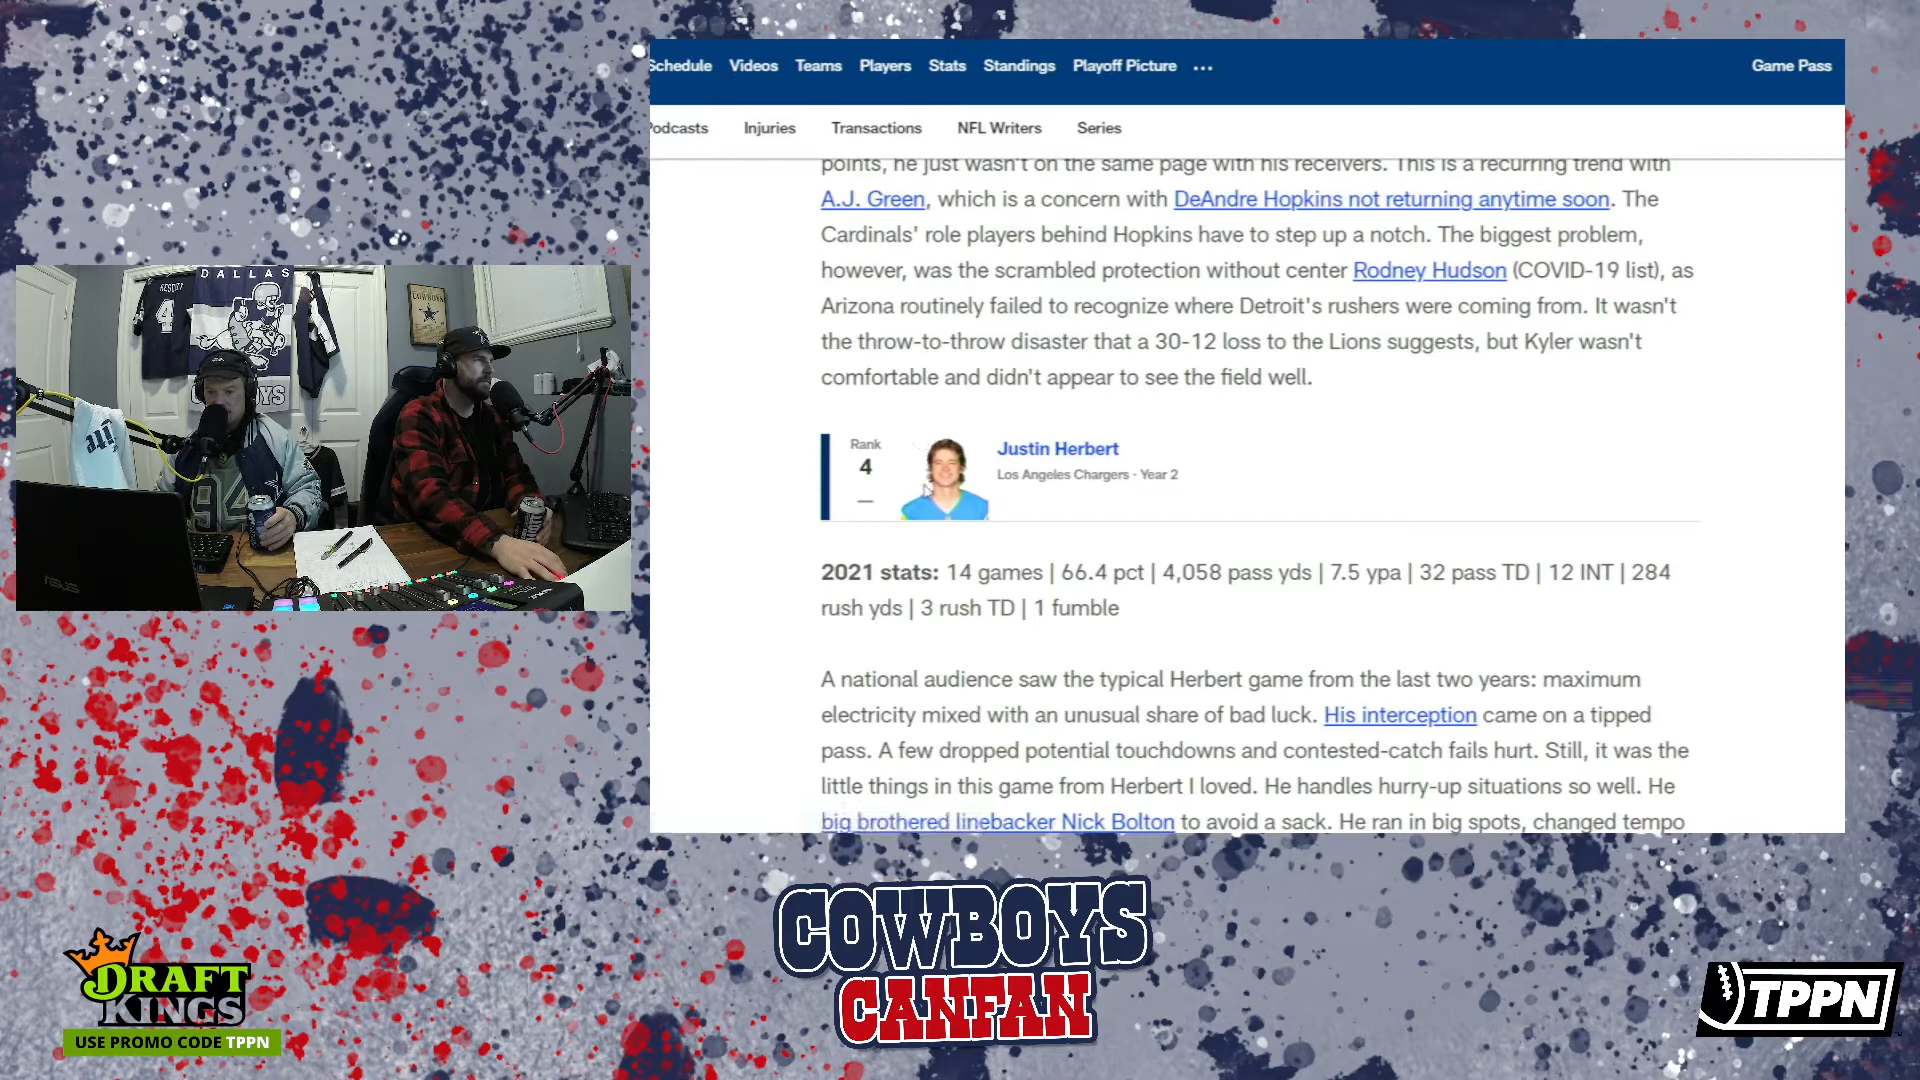 Schedule Videos Teams Players Stats Standings Playoff Picture ... Game Pass
Podcasts Injuries Transactions NFL Writers Series
points, he just wasn't on the same page with his receivers. This is a recurring trend with
A.J. Green, which is a concern with DeAndre Hopkins not returning anytime soon. The
Cardinals' role players behind Hopkins have to step up a notch. The biggest problem,
however, was the scrambled protection without center Rodney Hudson (COVID-19 list), as
Arizona routinely failed to recognize where Detroit's rushers were coming from. It wasn't
the throw-to-throw disaster that a 30-12 loss to the Lions suggests, but Kyler wasn't
comfortable and didn't appear to see the field well.
Rank
4
—
Justin Herbert
Los Angeles Chargers · Year 2
2021 stats: 14 games | 66.4 pct | 4,058 pass yds | 7.5 ypa | 32 pass TD | 12 INT | 284
rush yds | 3 rush TD | 1 fumble
A national audience saw the typical Herbert game from the last two years: maximum
electricity mixed with an unusual share of bad luck. His interception came on a tipped
pass. A few dropped potential touchdowns and contested-catch fails hurt. Still, it was the
little things in this game from Herbert I loved. He handles hurry-up situations so well. He
big brothered linebacker Nick Bolton to avoid a sack. He ran in big spots, changed tempo
DALLAS
4
COWBOYS
94
ASUS
COWBOYS
CANFAN
DRAFT
KINGS
USE PROMO CODE TPPN
TPPN